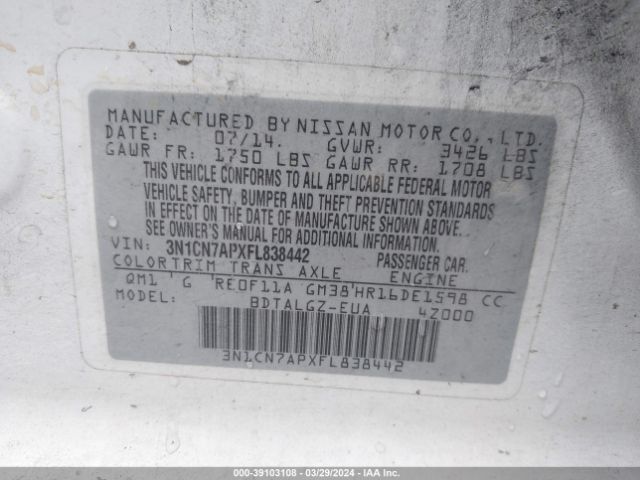 MANUFACTURED BY NISSAN MOTOR CO., LTD.
DATE: 07/14. GVWR: 3426 LBS
GAWR FR: 1750 LBS GAWR RR: 1708 LBS
THIS VEHICLE CONFORMS TO ALL APPLICABLE FEDERAL MOTOR
VEHICLE SAFETY, BUMPER AND THEFT PREVENTION STANDARDS
IN EFFECT ON THE DATE OF MANUFACTURE SHOWN ABOVE.
SEE OWNER'S MANUAL FOR ADDITIONAL INFORMATION.
VIN: 3N1CN7APXFL838442 PASSENGER CAR.
COLOR TRIM TRANS AXLE ENGINE
QM1 ' G RE0F11A GM38'HR16DE1598 CC
MODEL: BDTALGZ-EUA 4Z000
3N1CN7APXFL838442
000-39103108 | 03/29/2024 | IAA Inc.